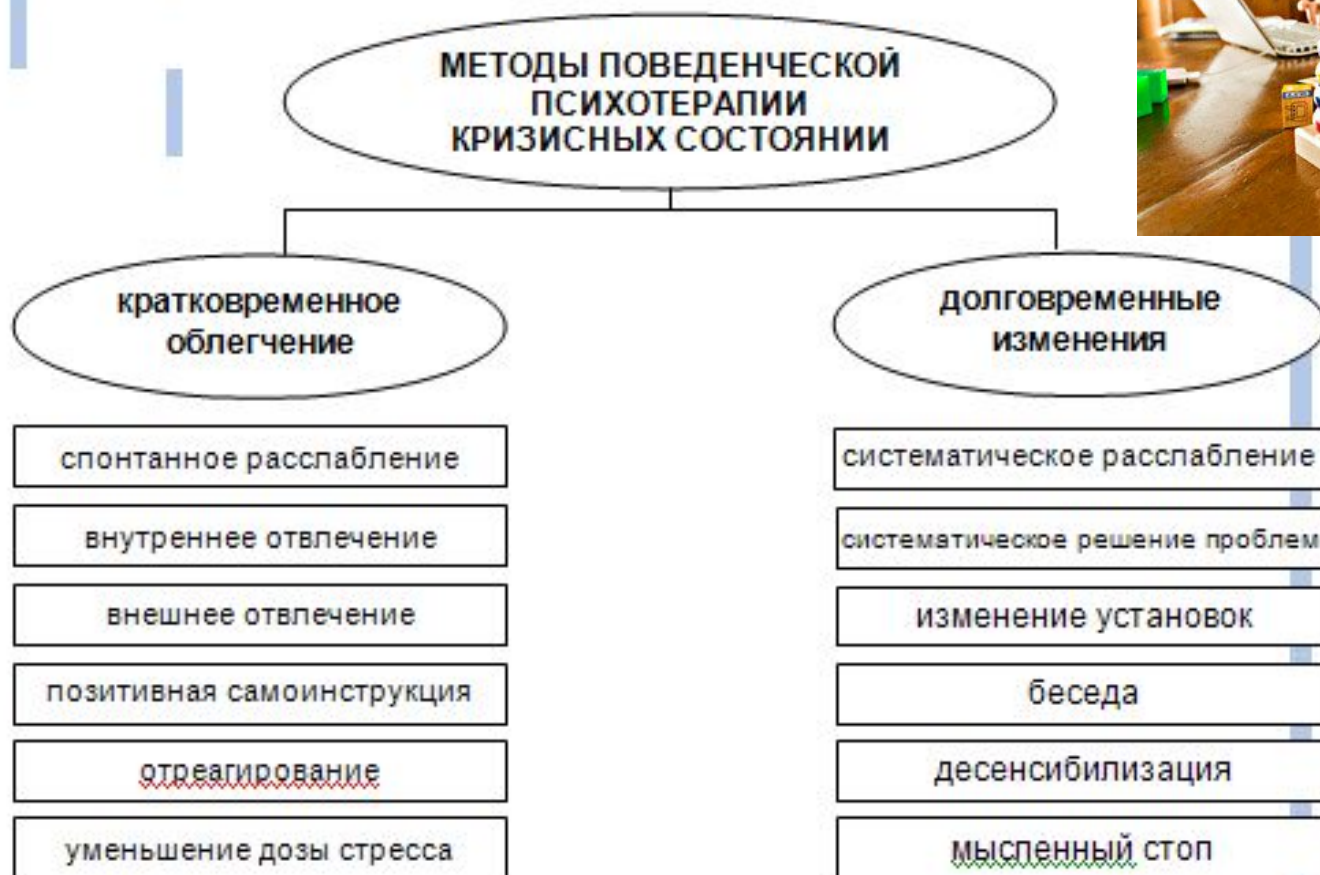 МЕТОДЫ ПОВЕДЕНЧЕСКОЙ
ПСИХОТЕРАПИИ
КРИЗИСНЫХ СОСТОЯНИИ
кратковременное
облегчение
спонтанное расслабление
внутреннее отвлечение
внешнее отвлечение
позитивная самоинструкция
отреагирование
уменьшение дозы стресса
долговременные
изменения
систематическое расслабление
систематическое решение проблем
изменение установок
беседа
десенсибилизация
мысленный стоп